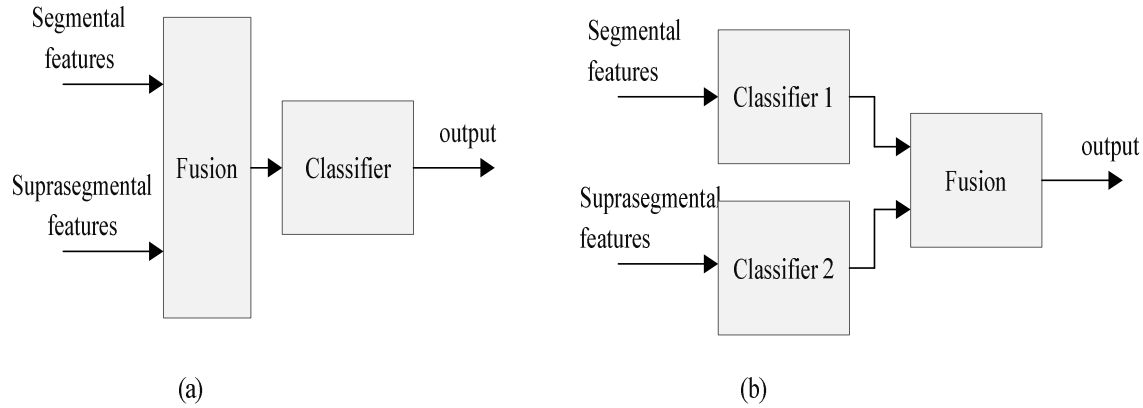 Segmental
features
Fusion
Classifier
output
Suprasegmental
features
(a)
Segmental
features
Classifier 1
Fusion
output
Suprasegmental
features
Classifier 2
(b)